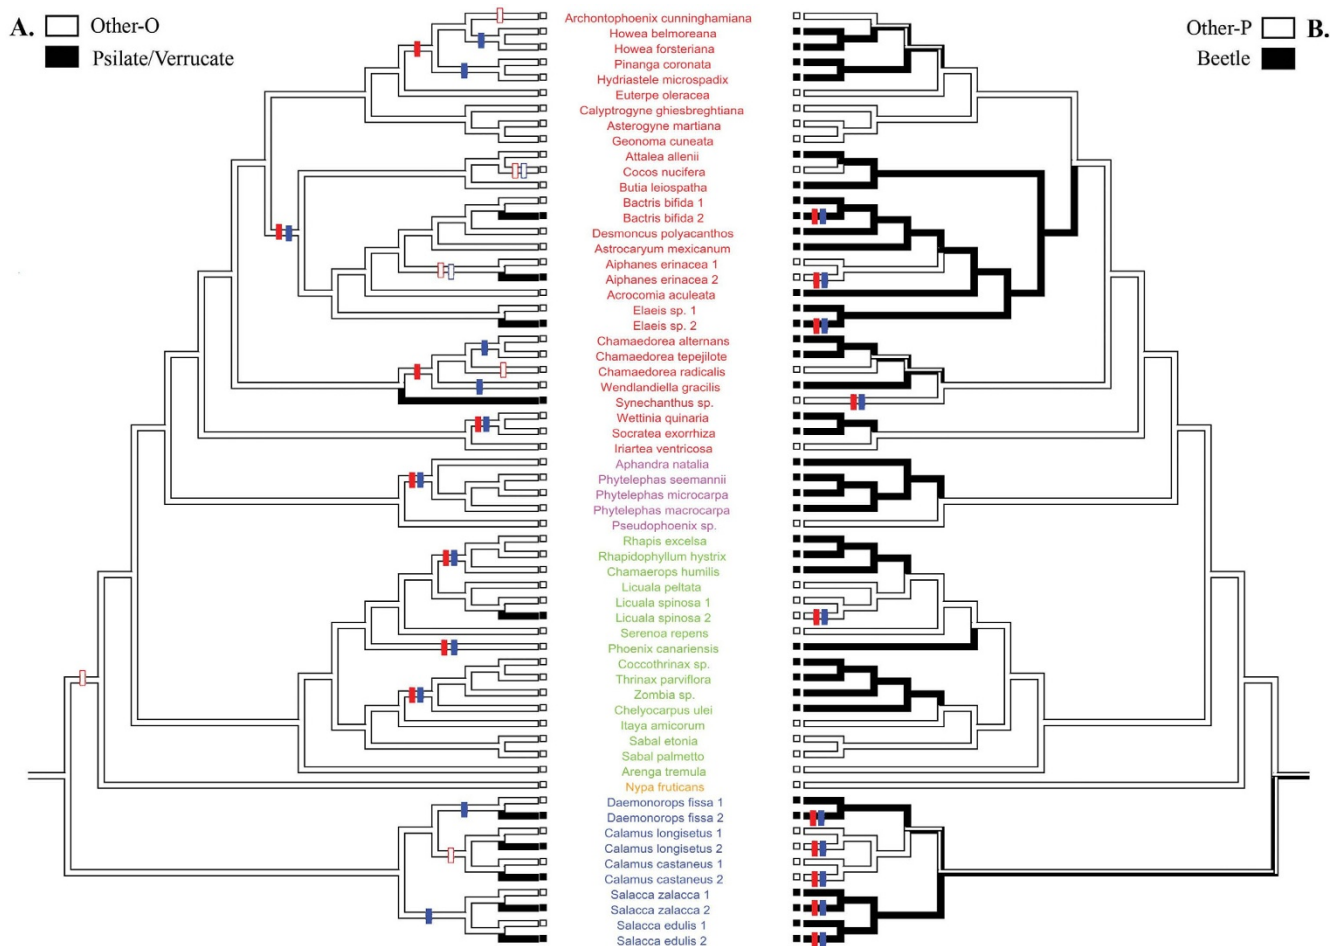 A.
Other-O
Psilate/Verrucate
Other-P
B.
Beetle
Archontophoenix cunninghamiana
Howea belmoreana
Howea forsteriana
Pinanga coronata
Hydriastele microspadix
Euterpe oleracea
Calyptrogyne ghiesbreghtiana
Asterogyne martiana
Geonoma cuneata
Attalea allenii
Cocos nucifera
Butia leiospatha
Bactris bifida 1
Bactris bifida 2
Desmoncus polyacanthos
Astrocaryum mexicanum
Aiphanes erinacea 1
Aiphanes erinacea 2
Acrocomia aculeata
Elaeis sp. 1
Elaeis sp. 2
Chamaedorea alternans
Chamaedorea tepejilote
Chamaedorea radicalis
Wendlandiella gracilis
Synechanthus sp.
Wettinia quinaria
Socratea exorrhiza
Iriartea ventricosa
Aphandra natalia
Phytelephas seemannii
Phytelephas microcarpa
Phytelephas macrocarpa
Pseudophoenix sp.
Rhapis excelsa
Rhapidophyllum hystrix
Chamaerops humilis
Licuala peltata
Licuala spinosa 1
Licuala spinosa 2
Serenoa repens
Phoenix canariensis
Coccothrinax sp.
Thrinax parviflora
Zombia sp.
Chelyocarpus ulei
Itaya amicorum
Sabal etonia
Sabal palmetto
Arenga tremula
Nypa fruticans
Daemonorops fissa 1
Daemonorops fissa 2
Calamus longisetus 1
Calamus longisetus 2
Calamus castaneus 1
Calamus castaneus 2
Salacca zalacca 1
Salacca zalacca 2
Salacca edulis 1
Salacca edulis 2